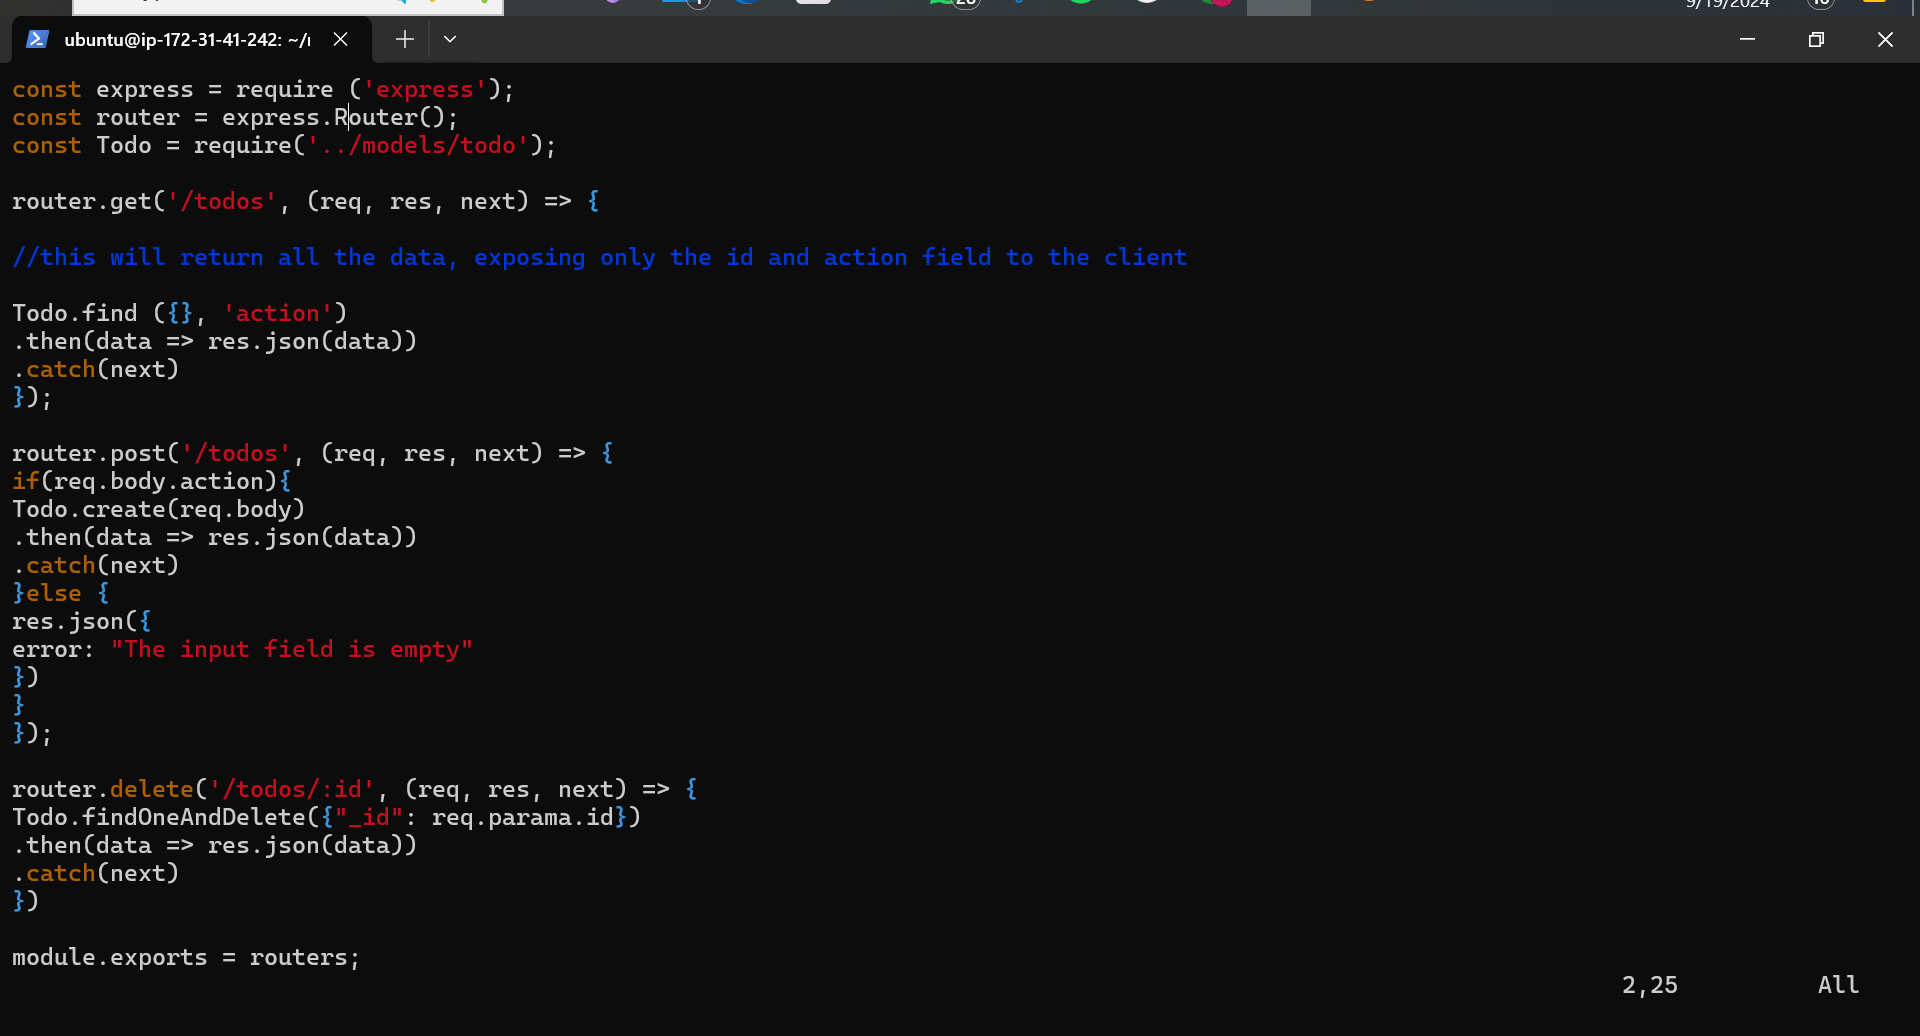 9/19/2024
ubuntu@ip-172-31-41-242: ~/
const express = require ('express');
const router = express.Router();
const Todo = require('../models/todo');
router.get('/todos', (req, res, next) => {
//this will return all the data, exposing only the id and action field to the client
Todo.find ({}, 'action')
.then(data => res.json(data))
.catch(next)
});
router.post('/todos', (req, res, next) => {
if(req.body.action){
Todo.create(req.body)
.then(data => res.json(data))
.catch(next)
}else {
res.json({
error: "The input field is empty"
})
}
});
router.delete('/todos/:id', (req, res, next) => {
Todo.findOneAndDelete({"_id": req.parama.id})
.then(data => res.json(data))
.catch(next)
})
module.exports = routers;
2,25 All